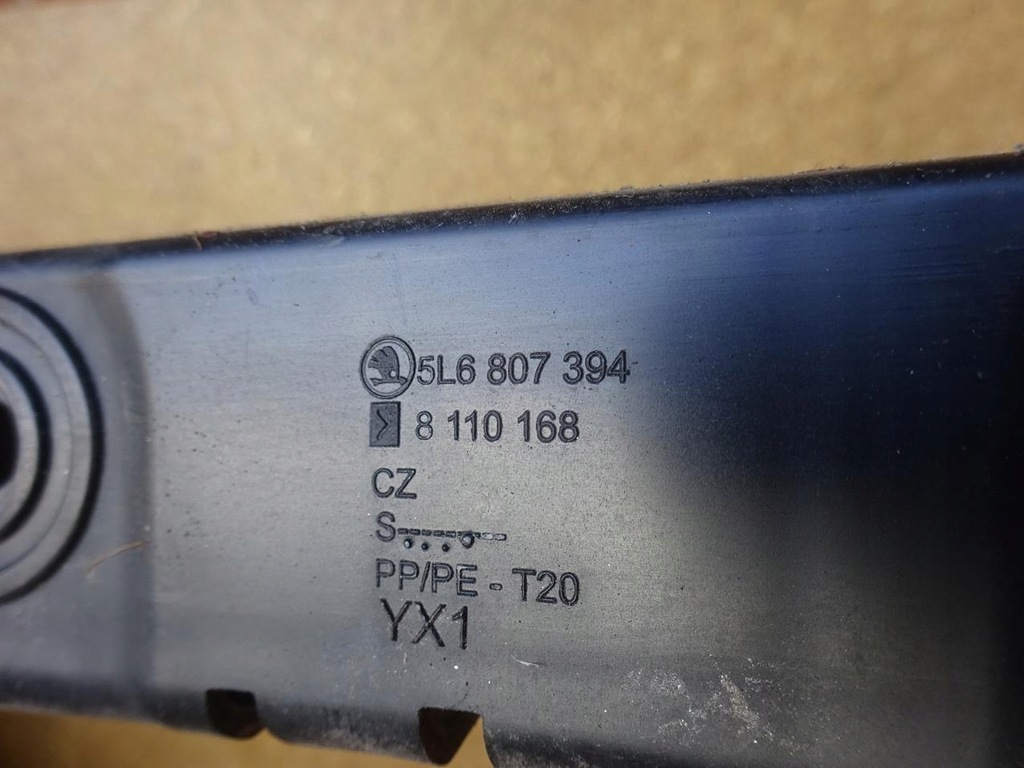 5L6 807 394
8 110 168
CZ
S
PP/PE - T20
YX1